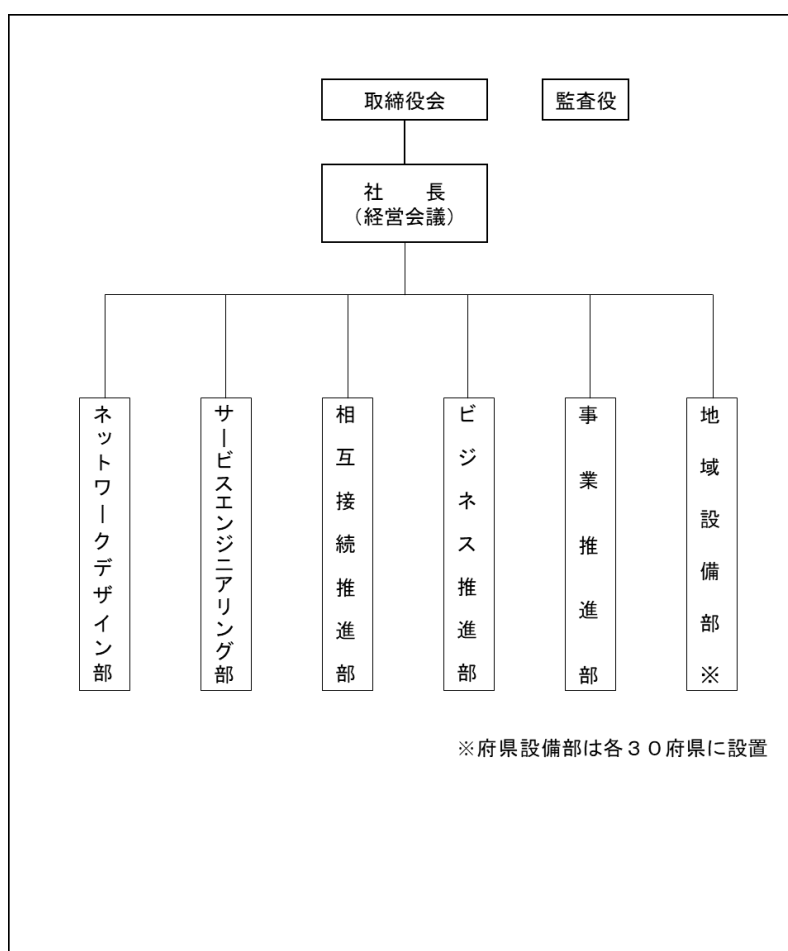 取締役会
監査役
社　　長
（経営会議）
ネットワークデザイン部
サービスエンジニアリング部
相互接続推進部
ビジネス推進部
事業推進部
地域設備部※
※府県設備部は各３０府県に設置